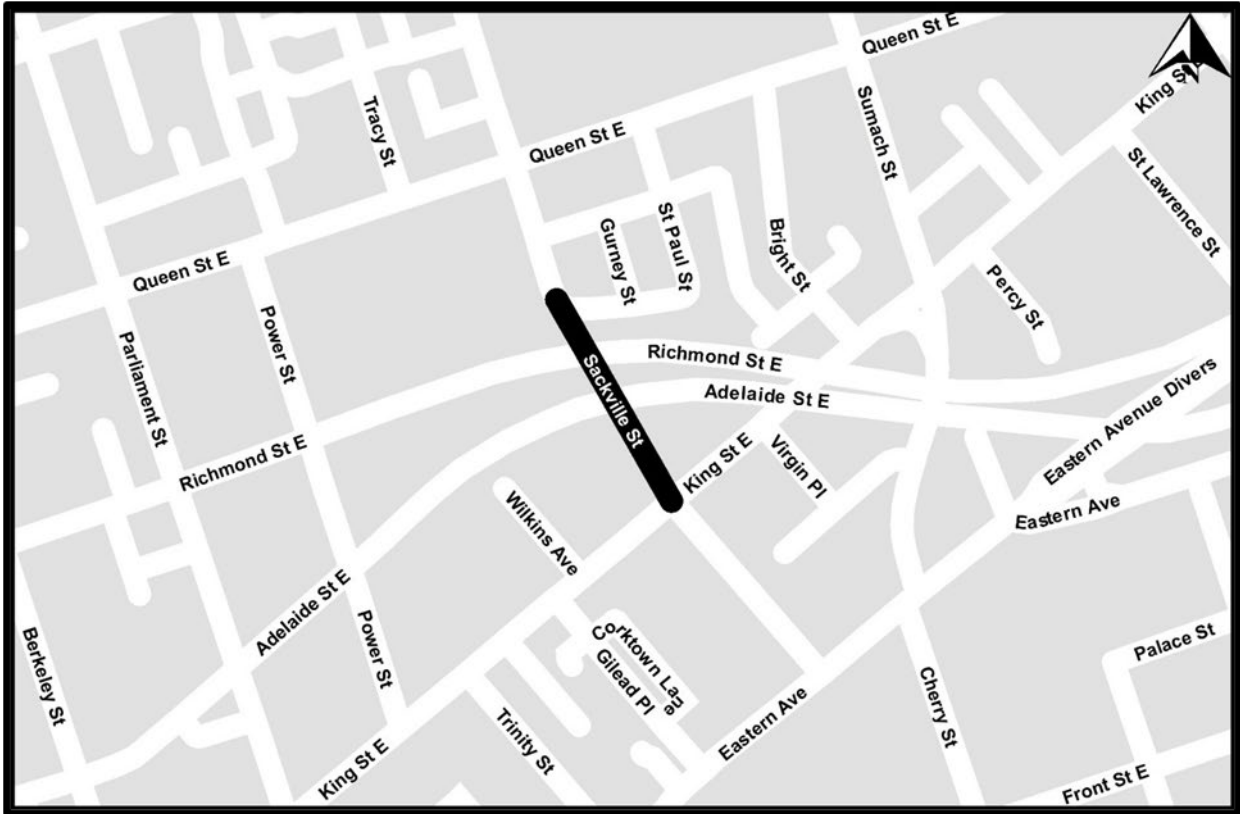 Queen St E
King St E
Tracy St
Sumach St
Queen St E
St Lawrence St
St Paul St
Gurney St
Bright St
Queen St E
Percy St
Power St
Parliament St
Richmond St E
Sackville St
Adelaide St E
Eastern Avenue Divers
Richmond St E
King St E
Virgin Pl
Wilkins Ave
Eastern Ave
Adelaide St E
Power St
Corktown Lane
Gilead Pl
Palace St
Berkeley St
Cherry St
Eastern Ave
Trinity St
King St E
Front St E